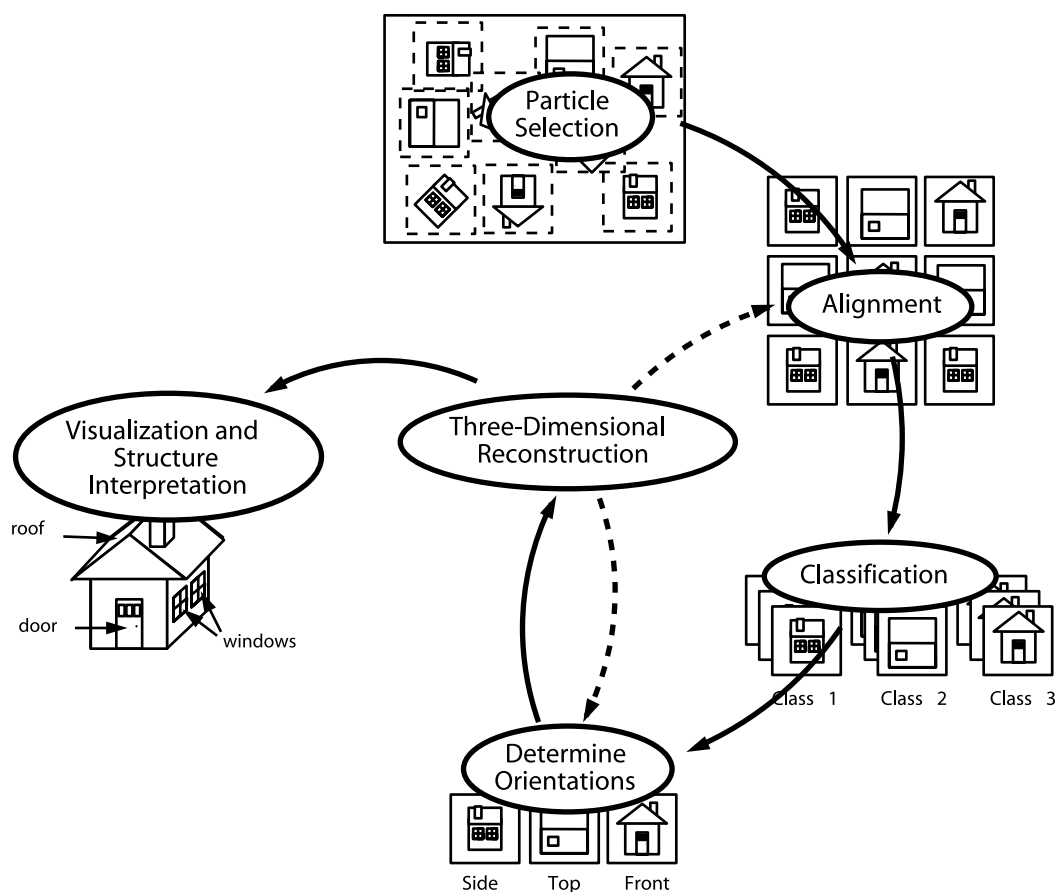 Particle
Selection
Alignment
Three-Dimensional
Reconstruction
Visualization and
Structure
Interpretation
roof
door
windows
Classification
Class 1
Class 2
Class 3
Determine
Orientations
Side
Top
Front